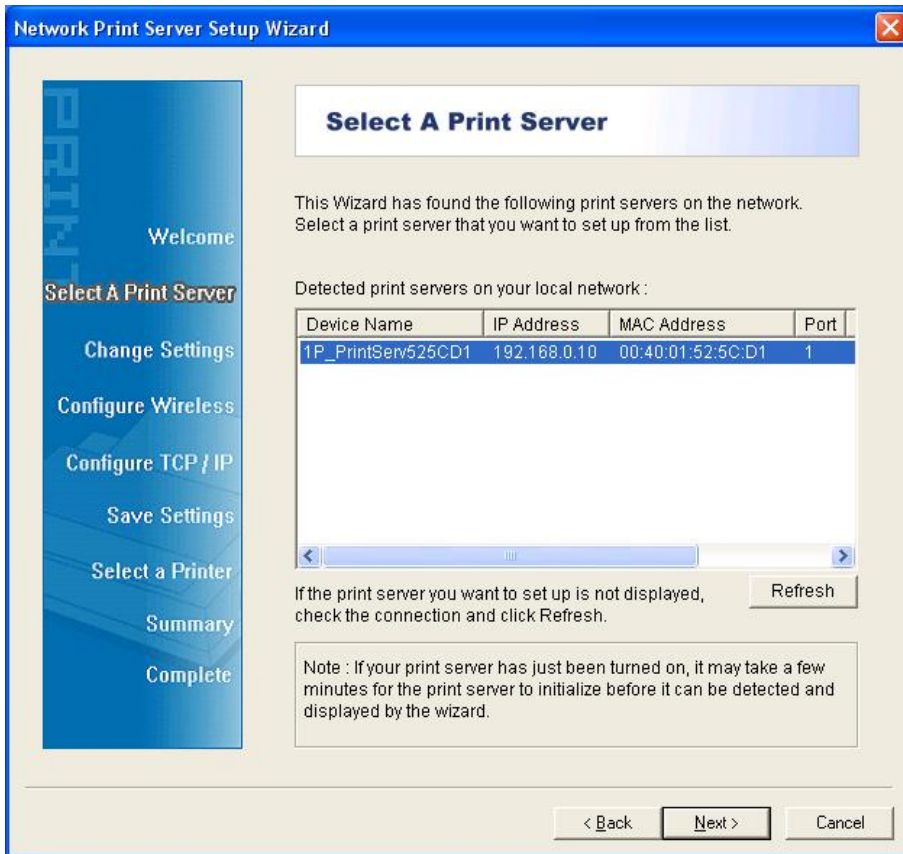 Network Print Server Setup Wizard
PRINT
Welcome
Select A Print Server
Change Settings
Configure Wireless
Configure TCP / IP
Save Settings
Select a Printer
Summary
Complete
Select A Print Server
This Wizard has found the following print servers on the network.
Select a print server that you want to set up from the list.
Detected print servers on your local network :
Device Name IP Address MAC Address Port
1P_PrintServ525CD1 192.168.0.10 00:40:01:52:5C:D1 1
If the print server you want to set up is not displayed,
check the connection and click Refresh.
Refresh
Note : If your print server has just been turned on, it may take a few
minutes for the print server to initialize before it can be detected and
displayed by the wizard.
< Back Next > Cancel